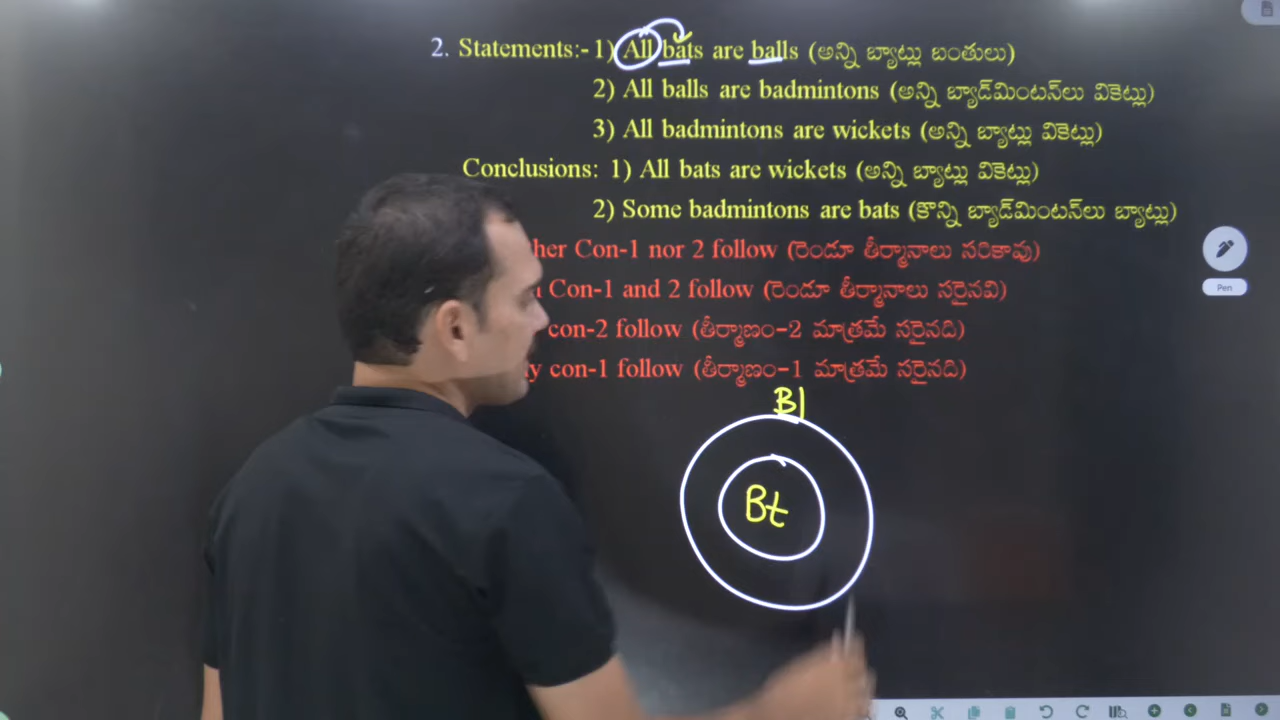 2. Statements:- 1) All bats are balls (అన్ని బ్యాట్లు బంతులు)
2) All balls are badmintons (అన్ని బ్యాడ్‌మింటన్‌లు వికెట్లు)
3) All badmintons are wickets (అన్ని బ్యాట్లు వికెట్లు)
Conclusions: 1) All bats are wickets (అన్ని బ్యాట్లు వికెట్లు)
2) Some badmintons are bats (కొన్ని బ్యాడ్‌మింటన్‌లు బ్యాట్లు)
her Con-1 nor 2 follow (రెండూ తీర్మానాలు సరికావు)
Con-1 and 2 follow (రెండూ తీర్మానాలు సరైనవి)
con-2 follow (తీర్మాణం-2 మాత్రమే సరైనది)
y con-1 follow (తీర్మాణం-1 మాత్రమే సరైనది)
Bl
Bt
Pen